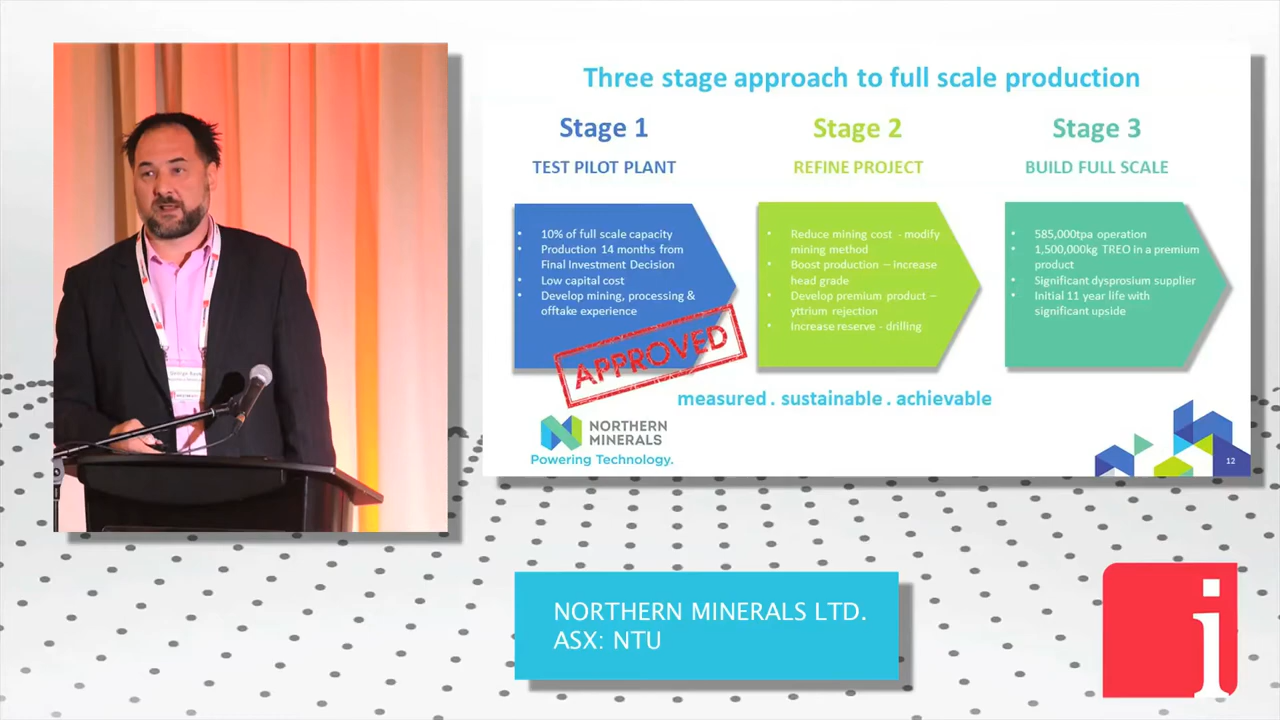 Three stage approach to full scale production
Stage 1
TEST PILOT PLANT
• 10% of full scale capacity
• Production 14 months from
Final Investment Decision
• Low capital cost
• Develop mining, processing &
offtake experience
APPROVED
Stage 2
REFINE PROJECT
• Reduce mining cost - modify
mining method
• Boost production – increase
head grade
• Develop premium product –
yttrium rejection
• Increase reserve - drilling
Stage 3
BUILD FULL SCALE
• 585,000tpa operation
• 1,500,000kg TREO in a premium
product
• Significant dysprosium supplier
• Initial 11 year life with
significant upside
measured . sustainable . achievable
NORTHERN
MINERALS
Powering Technology.
12
George
NORTHERN MINERALS LTD.
ASX: NTU
i